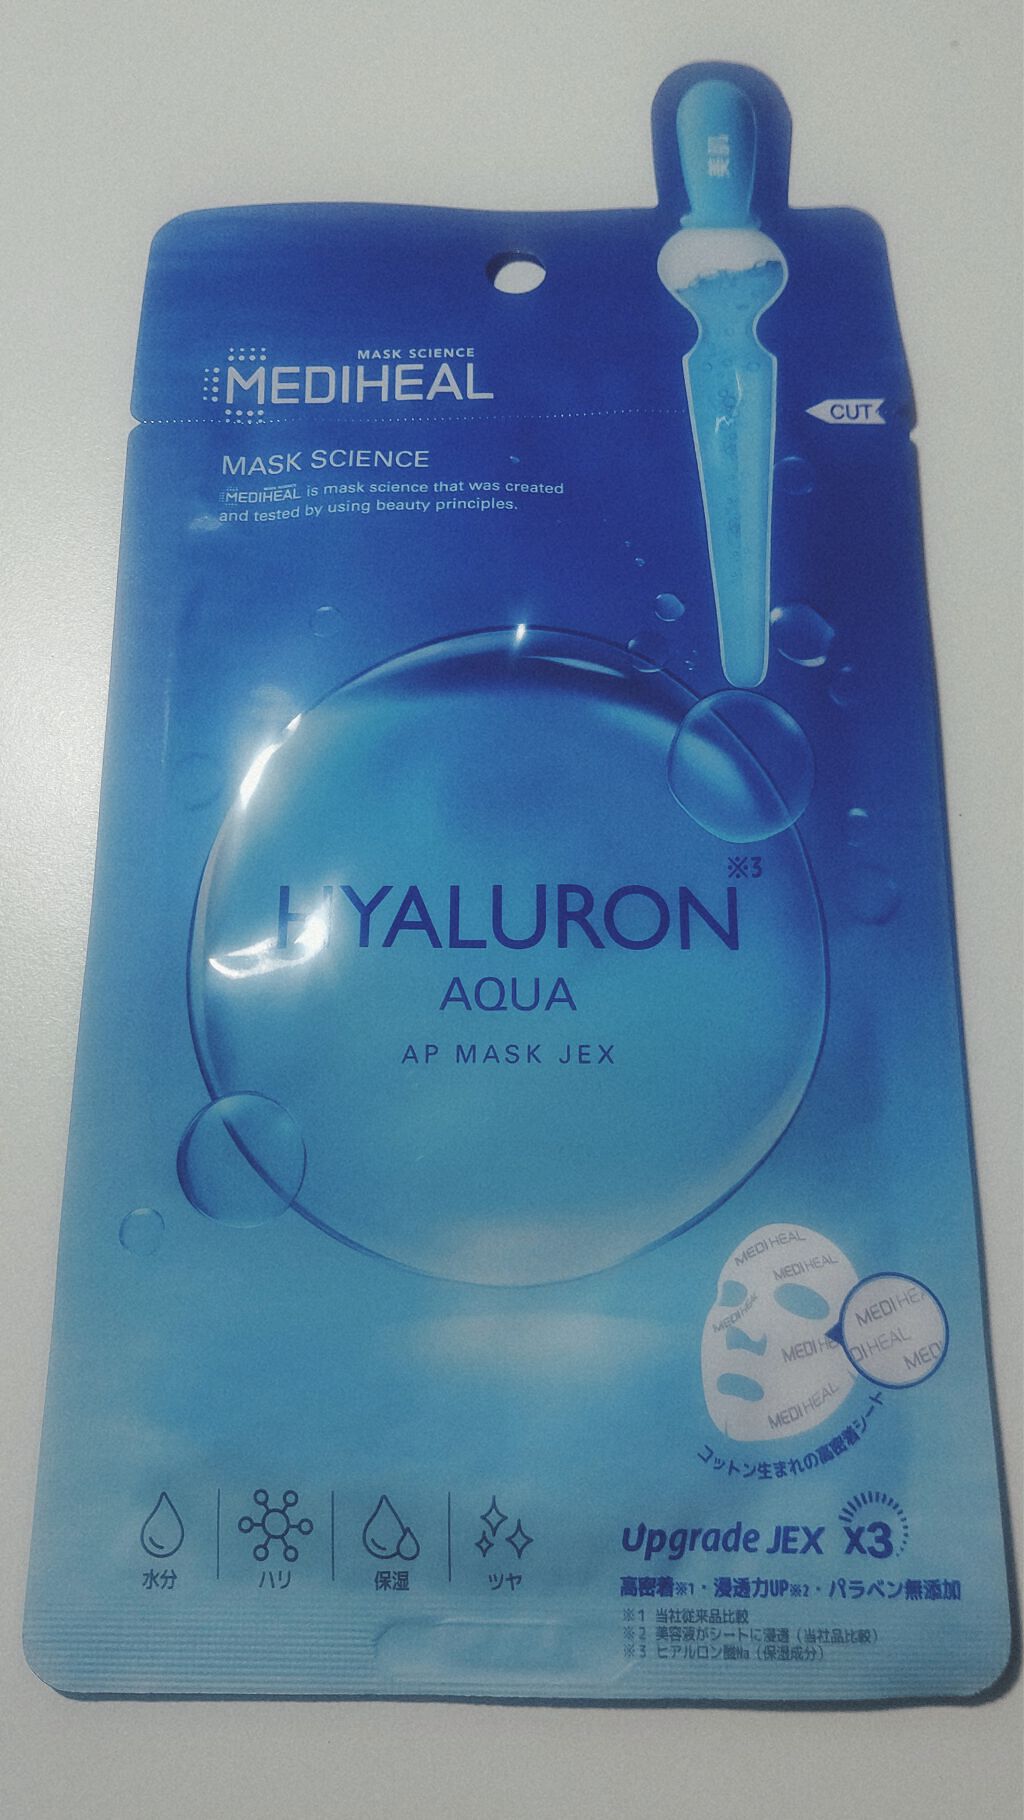 MASK SCIENCE
MEDIHEAL
CUT
MASK SCIENCE
MEDIHEAL is mask science that was created
and tested by using beauty principles.
HYALURON※3
AQUA
AP MASK JEX
MEDIHEAL
MEDIHEAL
MEDIHEAL
MEDIHE
MEDIHEAL
MEDIHEA
DIHEAL
MEDI
コットン生まれの高密着シート
水分
ハリ
保湿
ツヤ
Upgrade JEX X3
高密着※1・浸透力UP※2・パラベン無添加
※1 当社従来品比較
※2 美容液がシートに浸透（当社品比較）
※3 ヒアルロン酸Na（保湿成分）